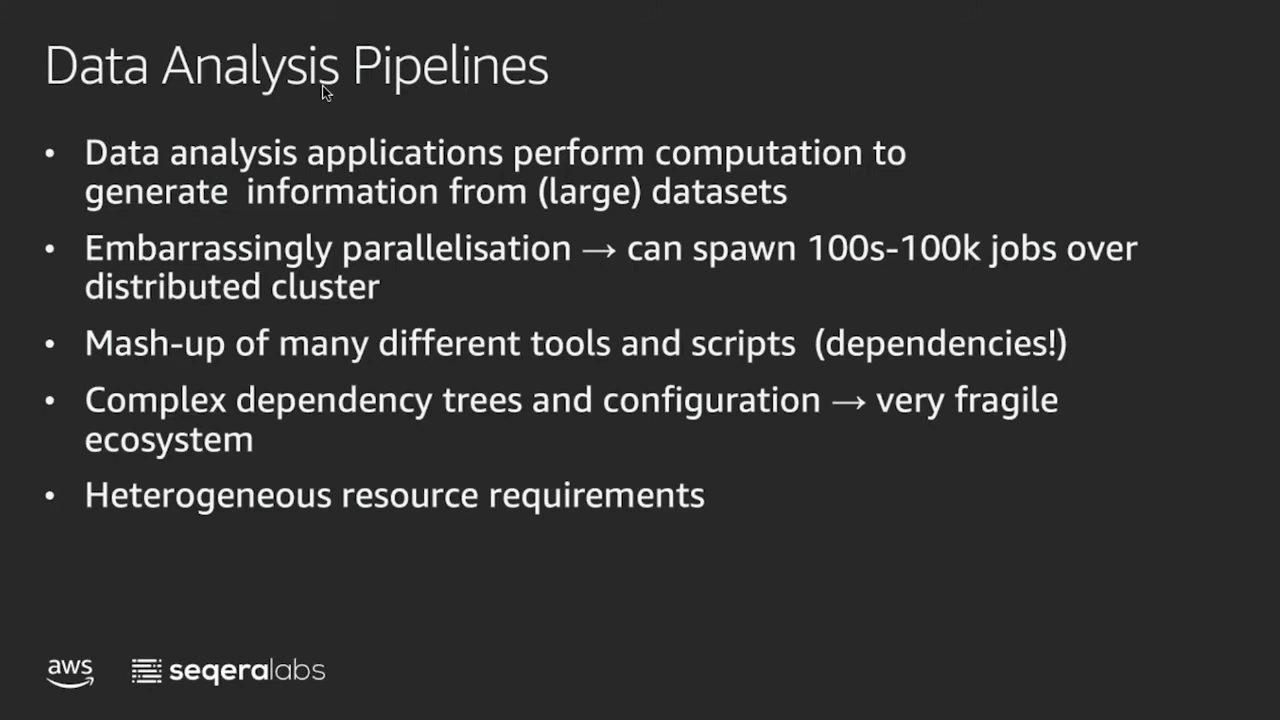 Data Analysis Pipelines
• Data analysis applications perform computation to
generate  information from (large) datasets
• Embarrassingly parallelisation → can spawn 100s-100k jobs over
distributed cluster
• Mash-up of many different tools and scripts  (dependencies!)
• Complex dependency trees and configuration → very fragile
ecosystem
• Heterogeneous resource requirements
aws seqeralabs